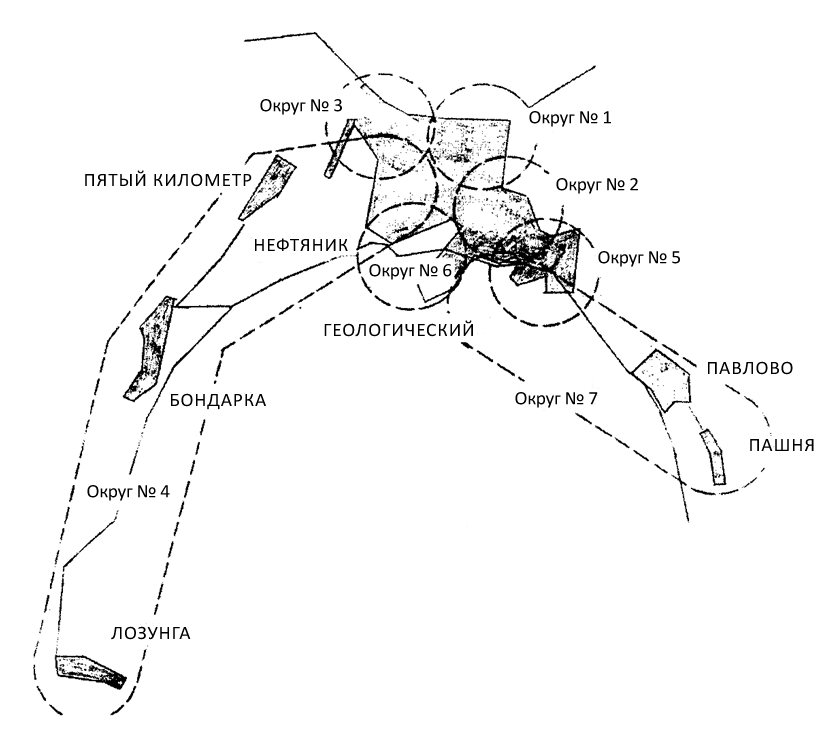 Округ № 3
Округ № 1
ПЯТЫЙ КИЛОМЕТР
Округ № 2
НЕФТЯНИК
Округ № 5
Округ № 6
ГЕОЛОГИЧЕСКИЙ
ПАВЛОВО
БОНДАРКА
Округ № 7
ПАШНЯ
Округ № 4
ЛОЗУНГА